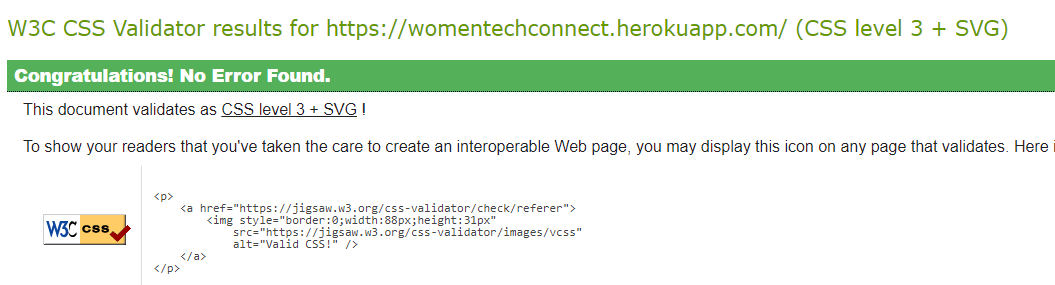 W3C CSS Validator results for https://womentechconnect.herokuapp.com/ (CSS level 3 + SVG)
Congratulations! No Error Found.
This document validates as CSS level 3 + SVG !
To show your readers that you've taken the care to create an interoperable Web page, you may display this icon on any page that validates. Here
<p>
<a href="https://jigsaw.w3.org/css-validator/check/referer">
<img style="border:0;width:88px;height:31px"
src="https://jigsaw.w3.org/css-validator/images/vcss"
alt="Valid CSS!" />
</a>
</p>
W3C css